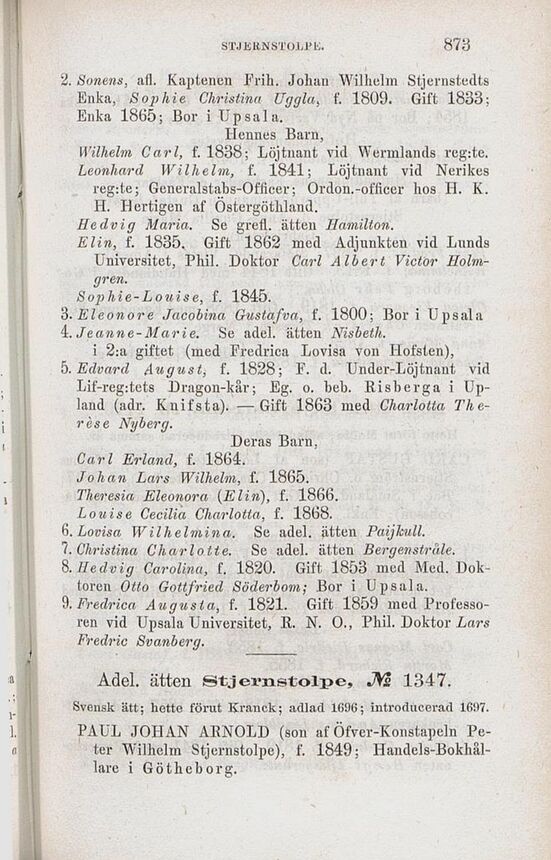 STJERNSTOLPE. 873
2. Sonens, afl. Kaptenen Frih. Johan Wilhelm Stjernstedts
Enka, Sophie Christina Uggla, f. 1809. Gift 1833;
Enka 1865; Bor i Upsala.
Hennes Barn,
Wilhelm Carl, f. 1838; Löjtnant vid Wermlands reg:te.
Leonhard Wilhelm, f. 1841; Löjtnant vid Nerikes
reg:te; Generalstabs-Officer; Ordon.-officer hos H. K.
H. Hertigen af Östergöthland.
Hedvig Maria. Se grefl. ätten Hamilton.
Elin, f. 1835. Gift 1862 med Adjunkten vid Lunds
Universitet, Phil. Doktor Carl Albert Victor Holm-
gren.
Sophie-Louise, f. 1845.
3. Eleonore Jacobina Gustafva, f. 1800; Bor i Upsala
4. Jeanne-Marie. Se adel. ätten Nisbeth.
i 2:a giftet (med Fredrica Lovisa von Hofsten),
5. Edvard August, f. 1828; F. d. Under-Löjtnant vid
Lif-reg:tets Dragon-kår; Eg. o. beb. Risberga i Up-
land (adr. Knifsta). — Gift 1863 med Charlotta The-
rèse Nyberg.
Deras Barn,
Carl Erland, f. 1864.
Johan Lars Wilhelm, f. 1865.
Theresia Eleonora (Elin), f. 1866.
Louise Cecilia Charlotta, f. 1868.
6. Lovisa Wilhelmina. Se adel. ätten Paijkull.
7. Christina Charlotte. Se adel. ätten Bergenstråle.
8. Hedvig Carolina, f. 1820. Gift 1853 med Med. Dok-
toren Otto Gottfried Söderbom; Bor i Upsala.
9. Fredrica Augusta, f. 1821. Gift 1859 med Professo-
ren vid Upsala Universitet, R. N. O., Phil. Doktor Lars
Fredric Svanberg.
Adel. ätten Stjernstolpe, № 1347.
Svensk ätt; hette förut Kranck; adlad 1696; introducerad 1697.
PAUL JOHAN ARNOLD (son af Öfver-Konstapeln Pe-
ter Wilhelm Stjernstolpe), f. 1849; Handels-Bokhål-
lare i Götheborg.